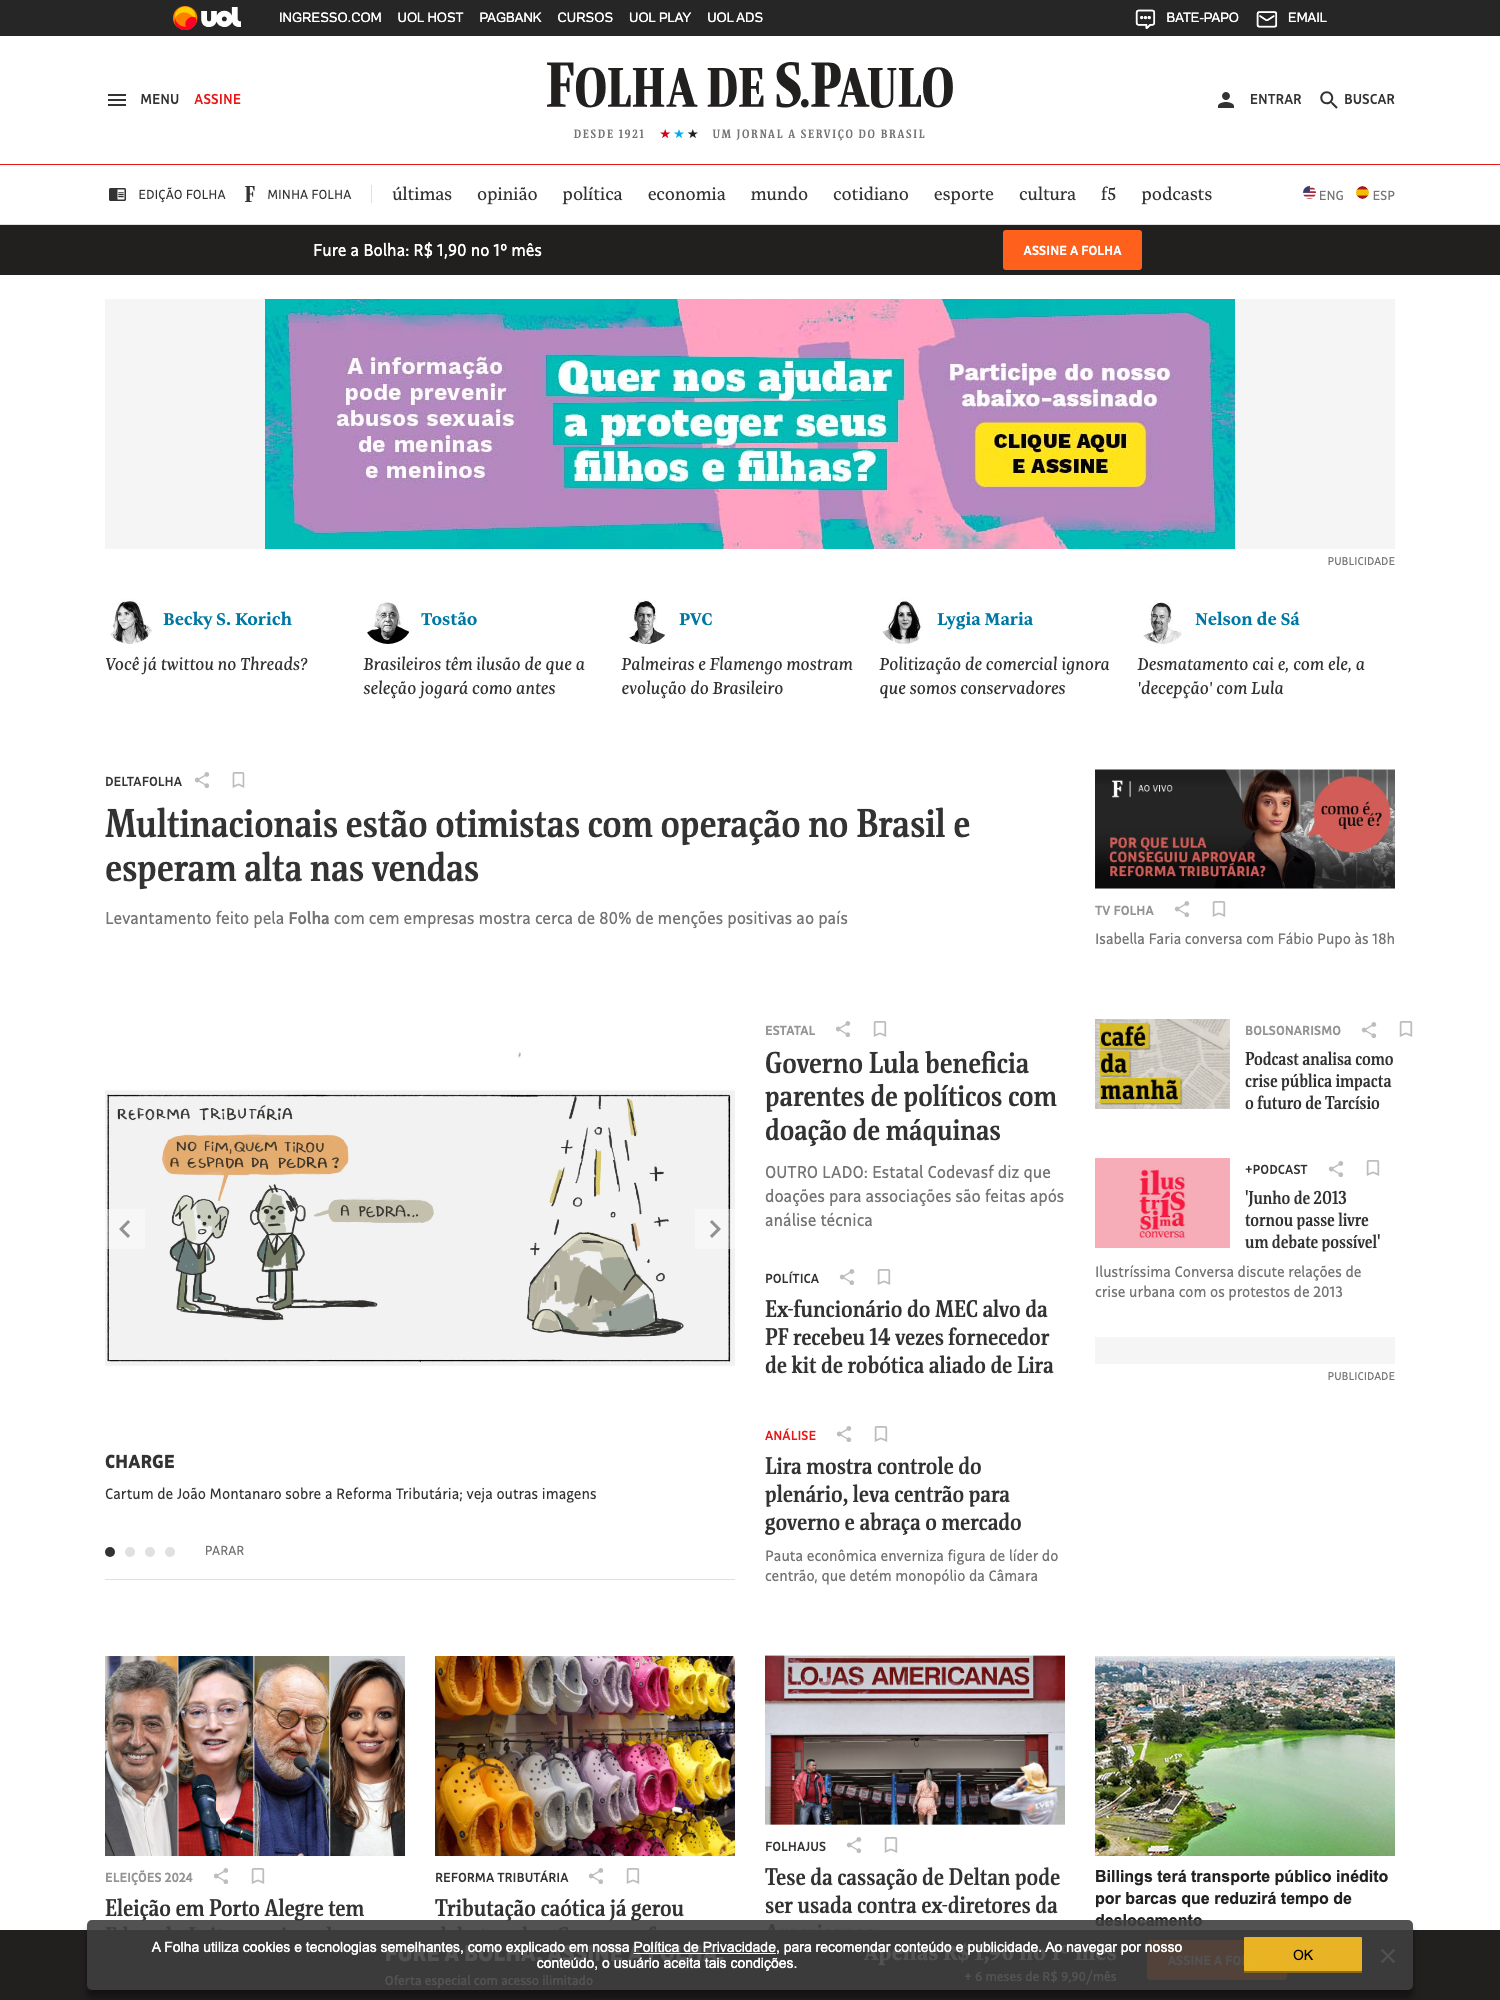 uol INGRESSO.COM UOL HOST PAGBANK CURSOS UOL PLAY UOL ADS BATE-PAPO EMAIL
MENU ASSINE
FOLHA DE S.PAULO
ENTRAR BUSCAR
DESDE 1921 UM JORNAL A SERVIÇO DO BRASIL
EDIÇÃO FOLHA F MINHA FOLHA últimas opinião política economia mundo cotidiano esporte cultura f5 podcasts ENG ESP
Fure a Bolha: R$ 1,90 no 1º mês ASSINE A FOLHA
A informação
pode prevenir
abusos sexuais
de meninas
e meninos
Quer nos ajudar
a proteger seus
filhos e filhas?
Participe do nosso
abaixo-assinado
CLIQUE AQUI
E ASSINE
PUBLICIDADE
Becky S. Korich
Você já twittou no Threads?
Tostão
Brasileiros têm ilusão de que a
seleção jogará como antes
PVC
Palmeiras e Flamengo mostram
evolução do Brasileiro
Lygia Maria
Politização de comercial ignora
que somos conservadores
Nelson de Sá
Desmatamento cai e, com ele, a
'decepção' com Lula
DELTAFOLHA
Multinacionais estão otimistas com operação no Brasil e
esperam alta nas vendas
Levantamento feito pela Folha com cem empresas mostra cerca de 80% de menções positivas ao país
F AO VIVO
como é
que é?
POR QUE LULA
CONSEGUIU APROVAR
REFORMA TRIBUTÁRIA?
TV FOLHA
Isabella Faria conversa com Fábio Pupo às 18h
REFORMA TRIBUTÁRIA
NO FIM, QUEM TIROU
A ESPADA DA PEDRA?
A PEDRA...
CHARGE
Cartum de João Montanaro sobre a Reforma Tributária; veja outras imagens
PARAR
ESTATAL
Governo Lula beneficia
parentes de políticos com
doação de máquinas
OUTRO LADO: Estatal Codevasf diz que
doações para associações são feitas após
análise técnica
POLÍTICA
Ex-funcionário do MEC alvo da
PF recebeu 14 vezes fornecedor
de kit de robótica aliado de Lira
ANÁLISE
Lira mostra controle do
plenário, leva centrão para
governo e abraça o mercado
Pauta econômica enverniza figura de líder do
centrão, que detém monopólio da Câmara
café
da
manhã
BOLSONARISMO
Podcast analisa como
crise pública impacta
o futuro de Tarcísio
ilus
trís
sima
conversa
+PODCAST
'Junho de 2013
tornou passe livre
um debate possível'
Ilustríssima Conversa discute relações de
crise urbana com os protestos de 2013
PUBLICIDADE
ELEIÇÕES 2024
Eleição em Porto Alegre tem
REFORMA TRIBUTÁRIA
Tributação caótica já gerou
LOJAS AMERICANAS
FOLHAJUS
Tese da cassação de Deltan pode
ser usada contra ex-diretores da
Billings terá transporte público inédito
por barcas que reduzirá tempo de
deslocamento
A Folha utiliza cookies e tecnologias semelhantes, como explicado em nossa Política de Privacidade, para recomendar conteúdo e publicidade. Ao navegar por nosso
conteúdo, o usuário aceita tais condições.
OK
Oferta especial com acesso ilimitado
Apenas R$ 1,90 no 1º mês
+ 6 meses de R$ 9,90/mês